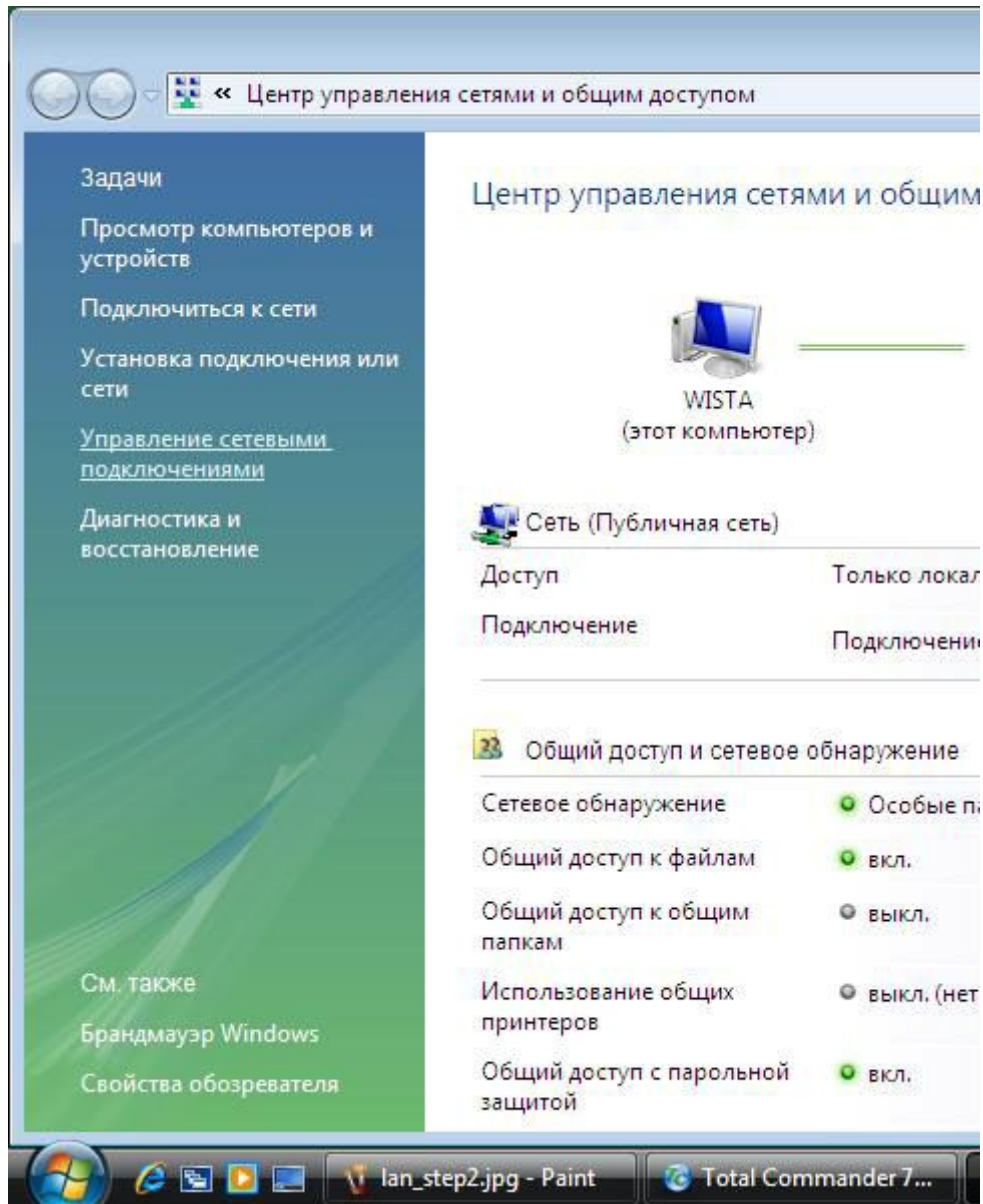 « Центр управления сетями и общим доступом
Задачи
Просмотр компьютеров и
устройств
Подключиться к сети
Установка подключения или
сети
Управление сетевыми
подключениями
Диагностика и
восстановление
См. также
Брандмауэр Windows
Свойства обозревателя
Центр управления сетями и общим
WISTA
(этот компьютер)
Сеть (Публичная сеть)
Доступ Только локал
Подключение
Подключени
Общий доступ и сетевое обнаружение
Сетевое обнаружение Особые па
Общий доступ к файлам вкл.
Общий доступ к общим выкл.
папкам
Использование общих выкл. (нет
принтеров
Общий доступ с парольной вкл.
защитой
lan_step2.jpg - Paint Total Commander 7...